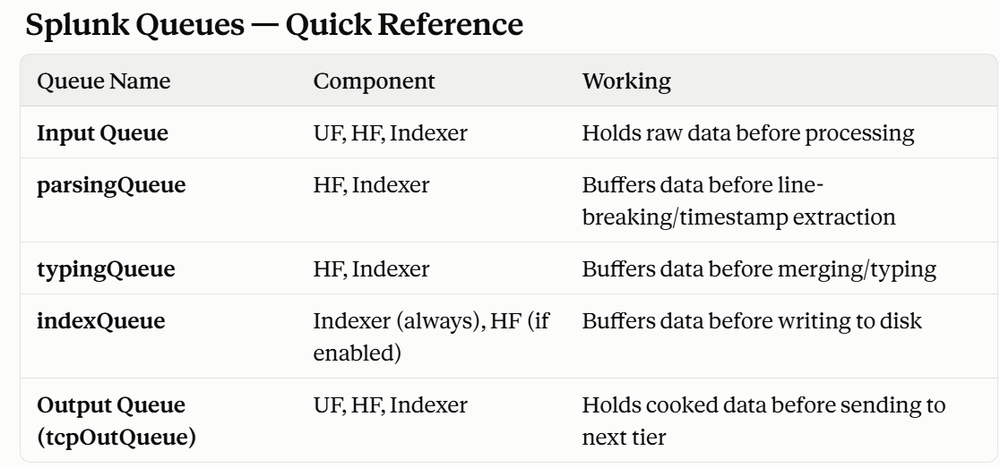 Splunk Queues — Quick Reference
Queue Name Component Working
Input Queue UF, HF, Indexer Holds raw data before processing
parsingQueue HF, Indexer Buffers data before line-
breaking/timestamp extraction
typingQueue HF, Indexer Buffers data before merging/typing
indexQueue Indexer (always), HF (if Buffers data before writing to disk
enabled)
Output Queue UF, HF, Indexer Holds cooked data before sending to
(tcpOutQueue) next tier